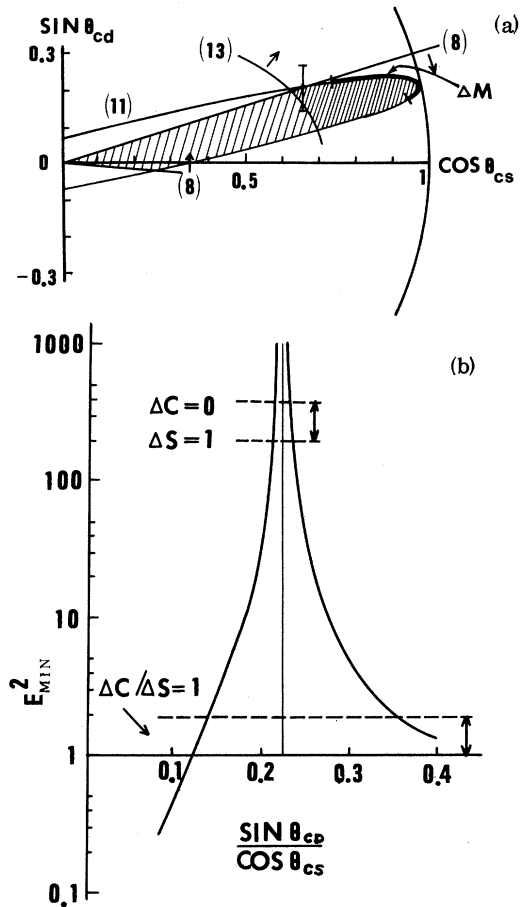 SIN θcd
(a)
(13)
(8)
0.3
ΔM
(11)
0
0.5
1
COS θcs
(8)
−0.3
(b)
1000
ΔC = 0
ΔS = 1
100
10
E²MIN
ΔC/ΔS = 1
1
0.1
0.2
0.3
0.4
0.1
SIN θCD
COS θCS